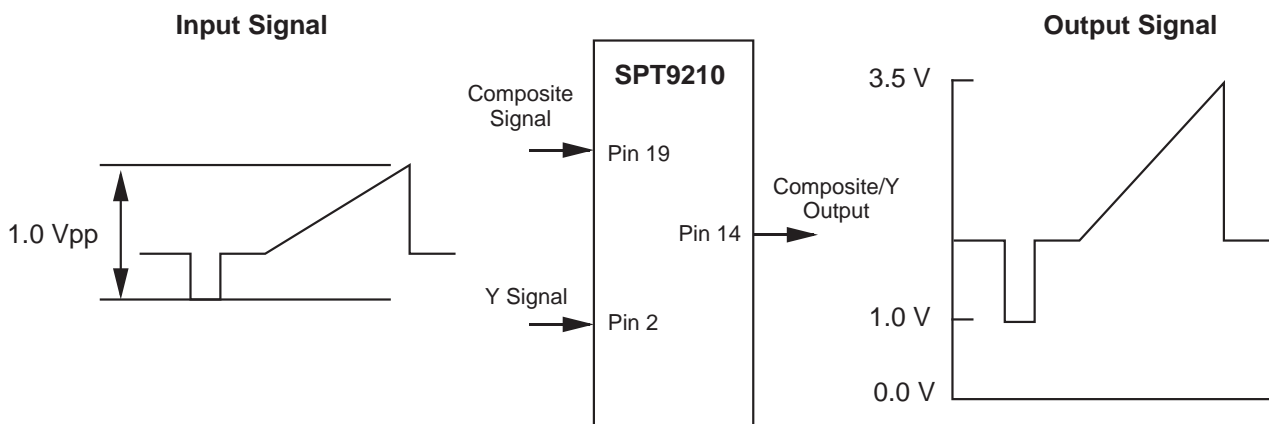 Input Signal
Output Signal
SPT9210
3.5 V
Composite
Signal
Pin 19
1.0 Vpp
Composite/Y
Output
Pin 14
Y Signal
Pin 2
1.0 V
0.0 V